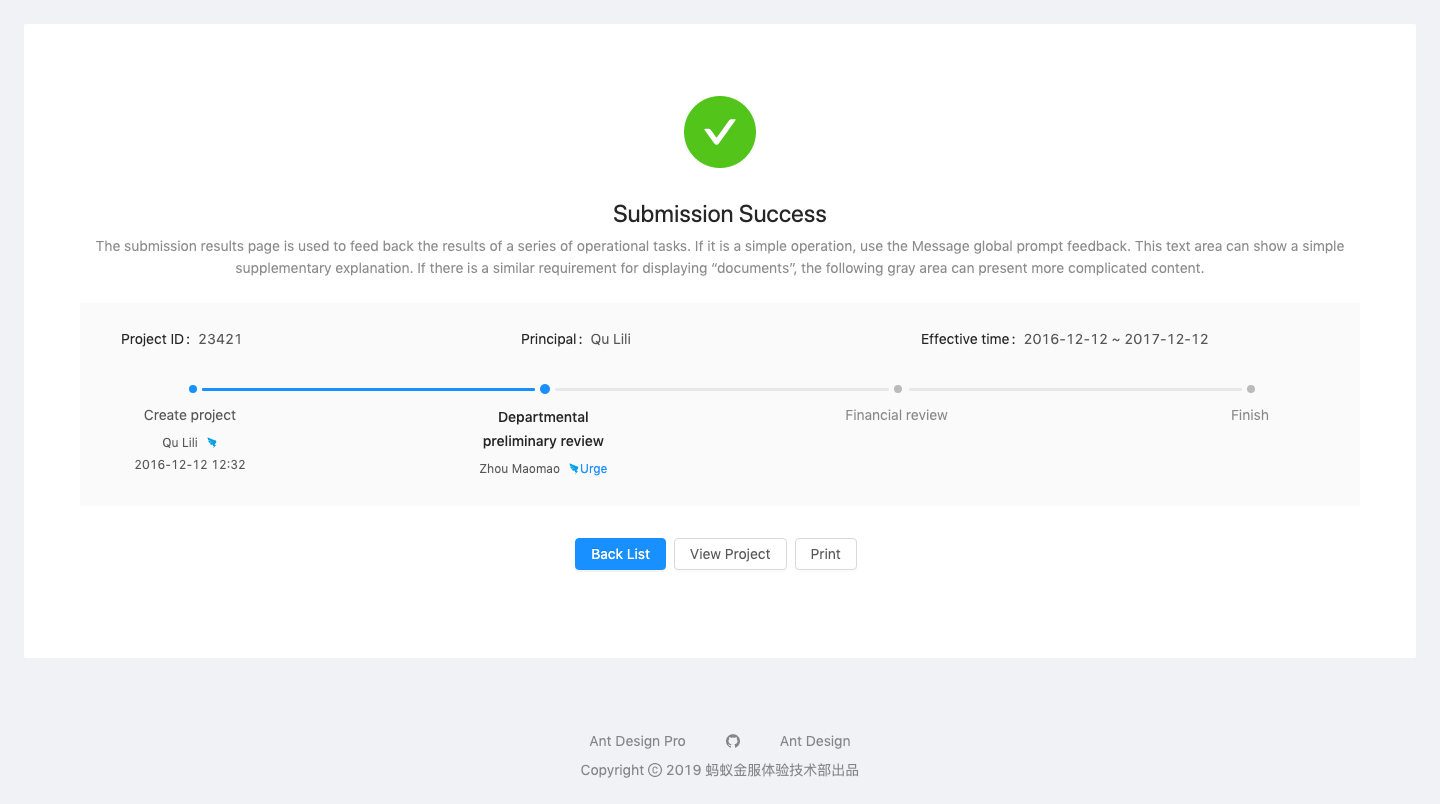 Submission Success
The submission results page is used to feed back the results of a series of operational tasks. If it is a simple operation, use the Message global prompt feedback. This text area can show a simple
supplementary explanation. If there is a similar requirement for displaying “documents”, the following gray area can present more complicated content.
Project ID： 23421
Principal： Qu Lili
Effective time： 2016-12-12 ~ 2017-12-12
Create project
Qu Lili
2016-12-12 12:32
Departmental
preliminary review
Zhou Maomao Urge
Financial review
Finish
Back List
View Project
Print
Ant Design Pro
Ant Design
Copyright © 2019 蚂蚁金服体验技术部出品